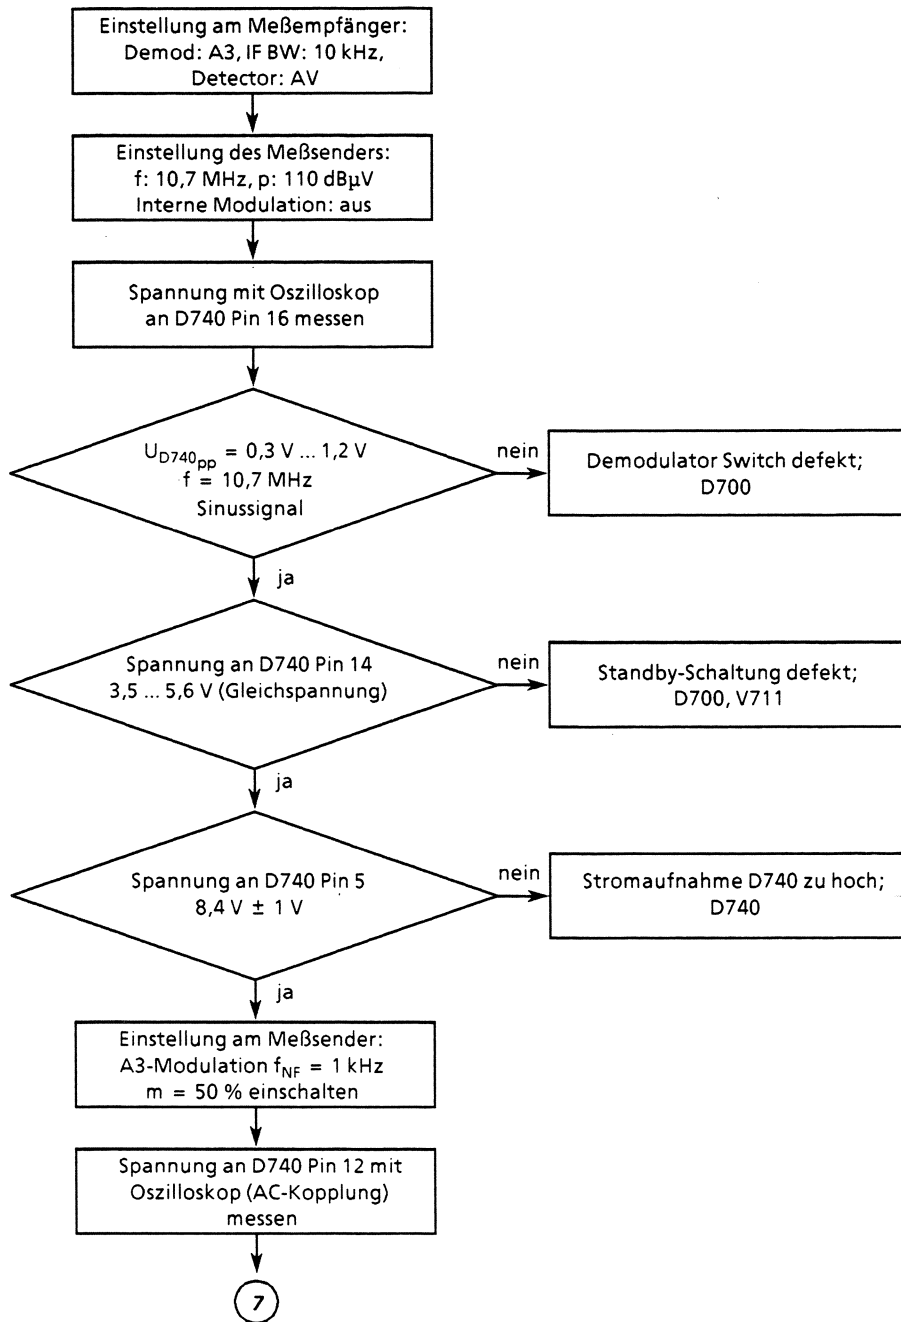 Einstellung am Meßempfänger:
Demod: A3, IF BW: 10 kHz,
Detector: AV
Einstellung des Meßsenders:
f: 10,7 MHz, p: 110 dBµV
Interne Modulation: aus
Spannung mit Oszilloskop
an D740 Pin 16 messen
U_D740pp = 0,3 V ... 1,2 V
f = 10,7 MHz
Sinussignal
nein
Demodulator Switch defekt;
D700
ja
Spannung an D740 Pin 14
3,5 ... 5,6 V (Gleichspannung)
nein
Standby-Schaltung defekt;
D700, V711
ja
Spannung an D740 Pin 5
8,4 V ± 1 V
nein
Stromaufnahme D740 zu hoch;
D740
ja
Einstellung am Meßsender:
A3-Modulation f_NF = 1 kHz
m = 50 % einschalten
Spannung an D740 Pin 12 mit
Oszilloskop (AC-Kopplung)
messen
7